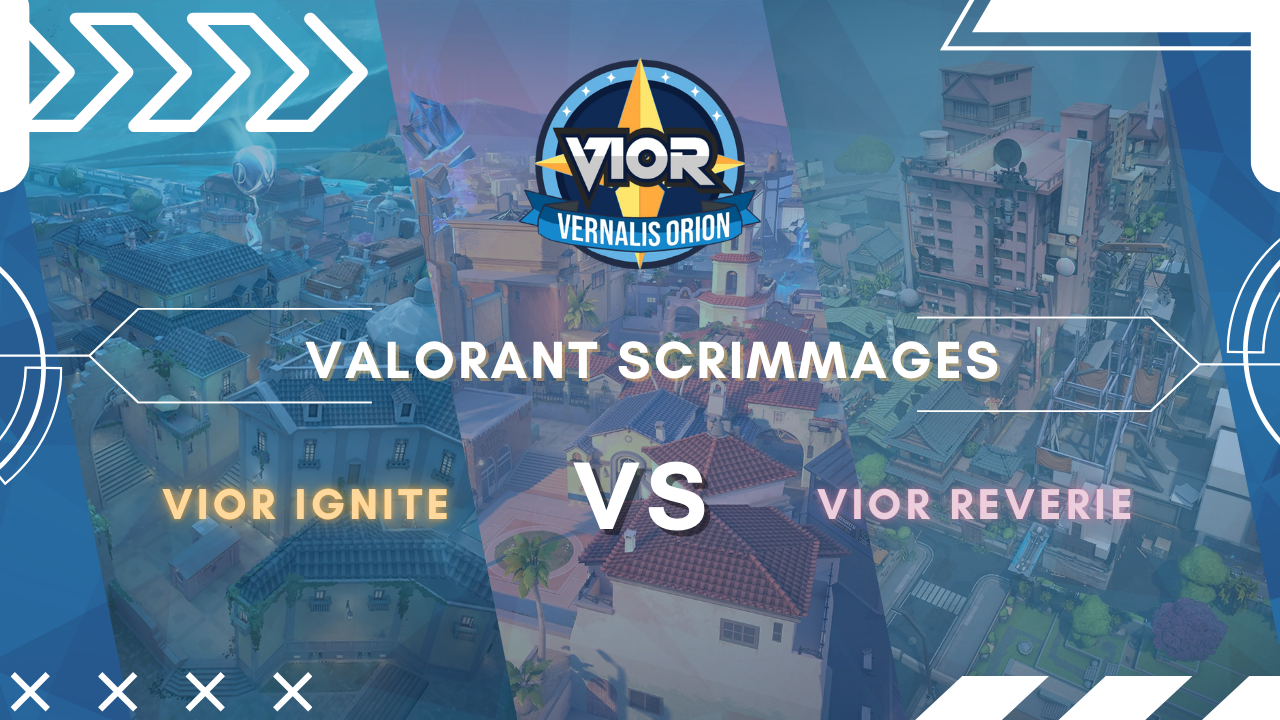 VIOR
VERNALIS ORION
VALORANT SCRIMMAGES
VIOR IGNITE
VS
VIOR REVERIE